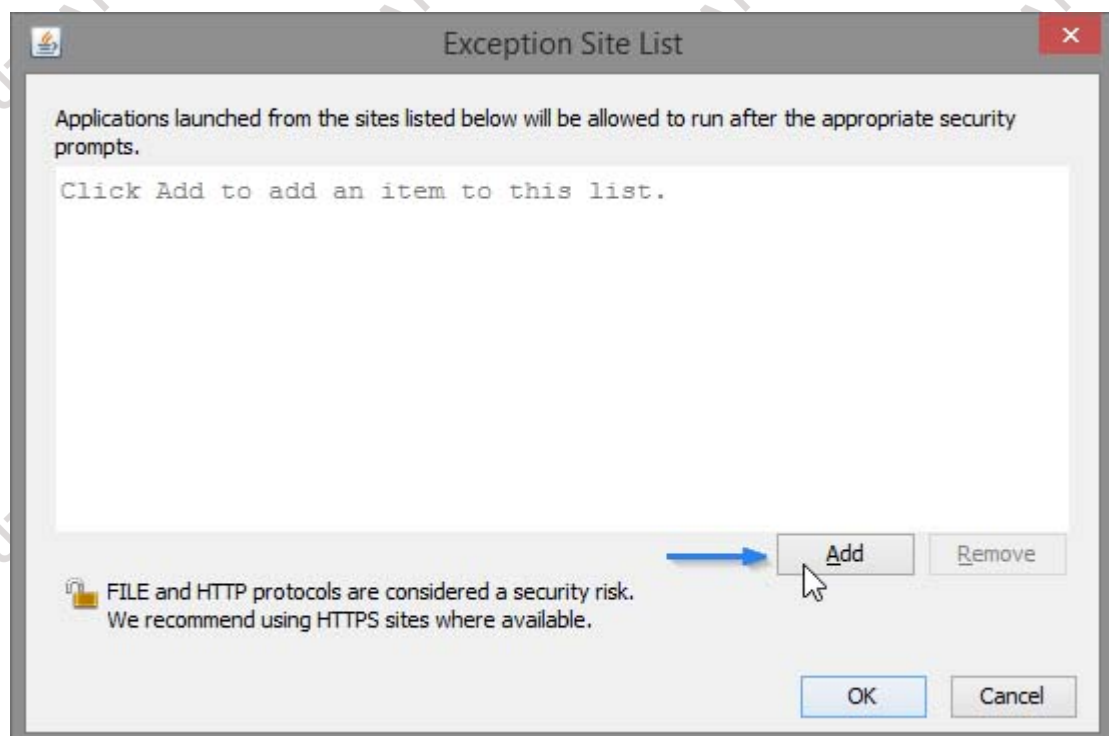 Exception Site List
Applications launched from the sites listed below will be allowed to run after the appropriate security
prompts.
Click Add to add an item to this list.
Add Remove
FILE and HTTP protocols are considered a security risk.
We recommend using HTTPS sites where available.
OK Cancel